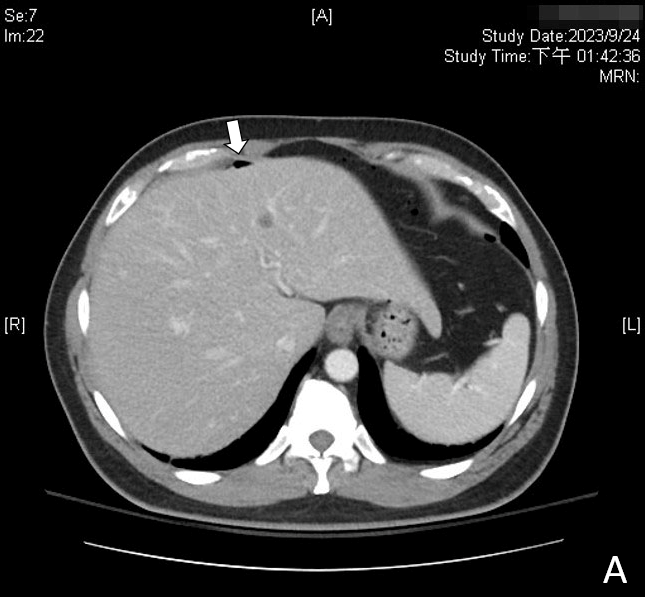 Se:7
Im:22
[A]
Study Date:2023/9/24
Study Time:下午 01:42:36
MRN:
[R]
[L]
A